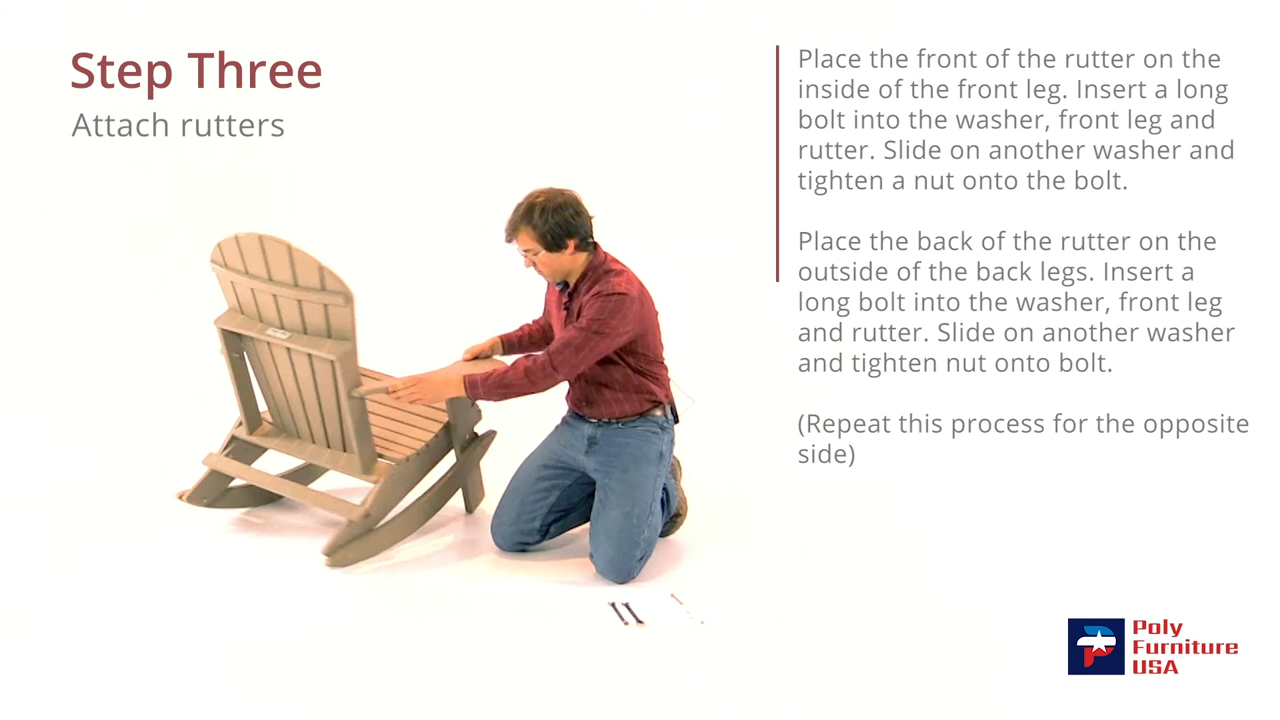 Step Three
Attach rutters
Place the front of the rutter on the
inside of the front leg. Insert a long
bolt into the washer, front leg and
rutter. Slide on another washer and
tighten a nut onto the bolt.
Place the back of the rutter on the
outside of the back legs. Insert a
long bolt into the washer, front leg
and rutter. Slide on another washer
and tighten nut onto bolt.
(Repeat this process for the opposite
side)
Poly
Furniture
USA